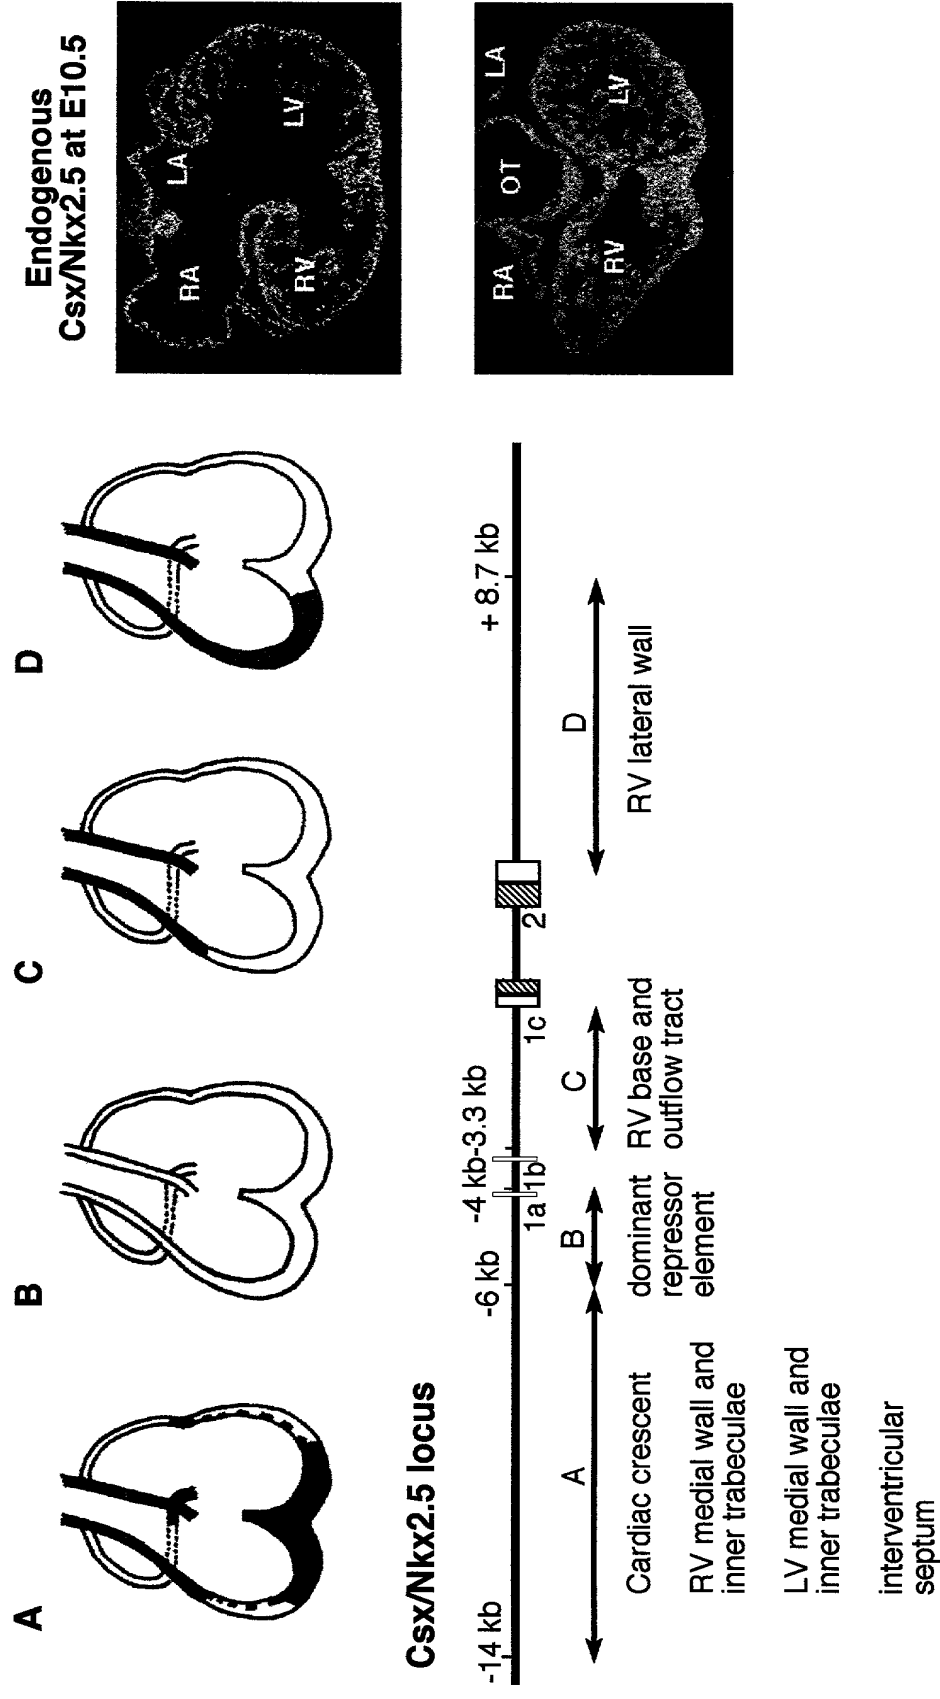 A
B
C
D
Endogenous
Csx/Nkx2.5 at E10.5
RA
LA
RV
LV
RA
OT
LA
RV
LV
Csx/Nkx2.5 locus
-14 kb
-6 kb
-4 kb
-3.3 kb
+ 8.7 kb
1a
1b
1c
2
A
B
C
D
Cardiac crescent
RV medial wall and
inner trabeculae
LV medial wall and
inner trabeculae
interventricular
septum
dominant
repressor
element
RV base and
outflow tract
RV lateral wall